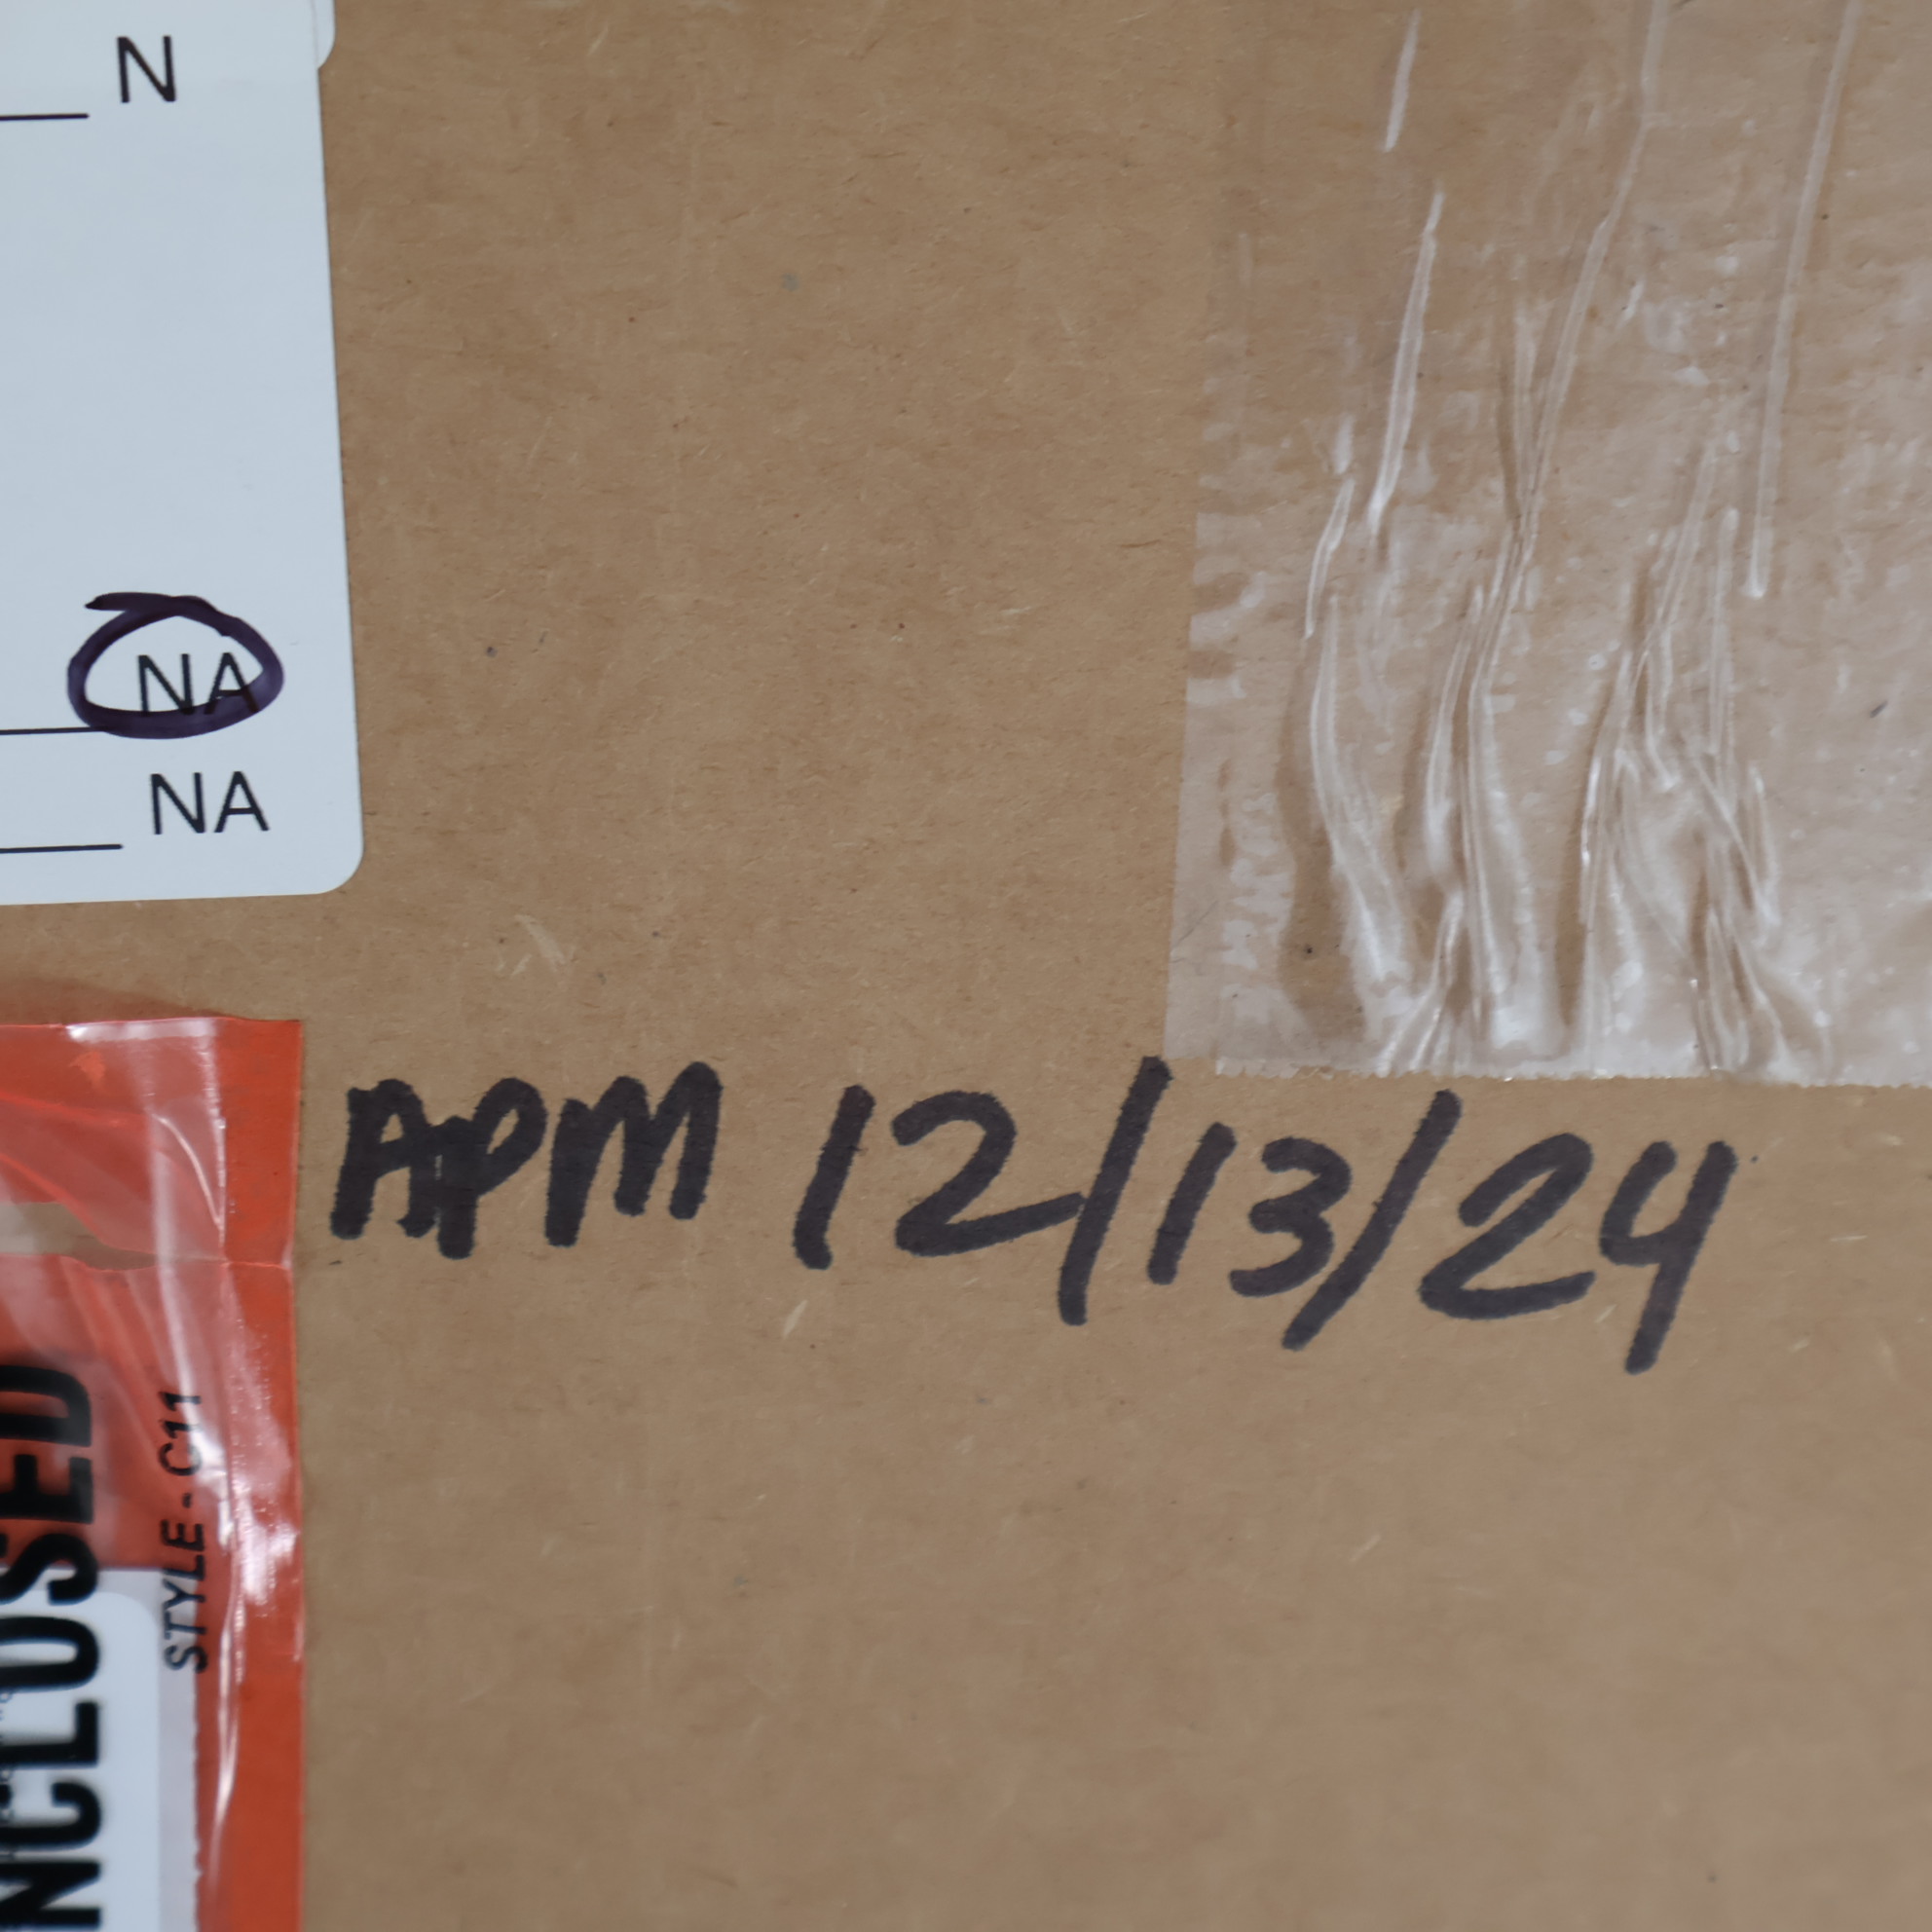 N
NA
NA
APM 12/13/24
STYLE - C11
NCLOSED